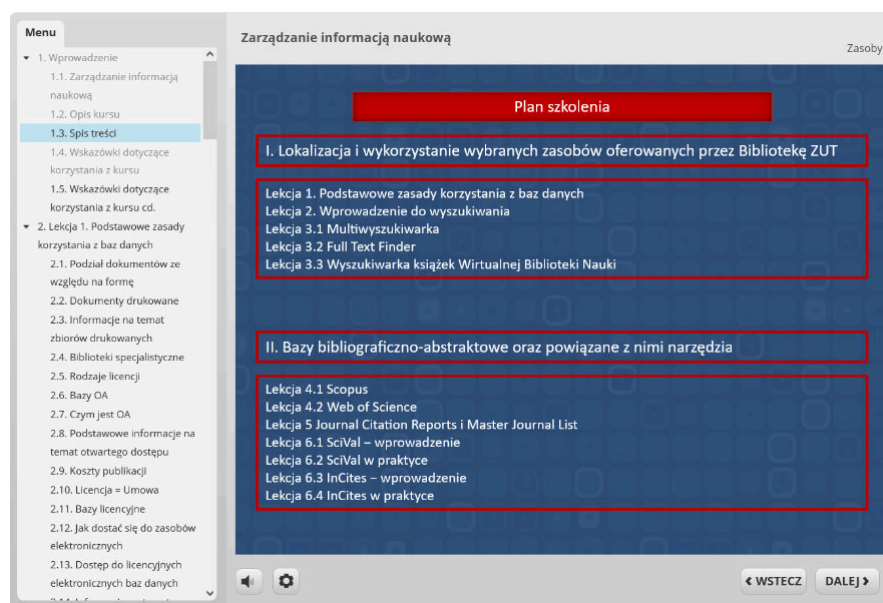 Menu
1. Wprowadzenie
1.1. Zarządzanie informacją
naukową
1.2. Opis kursu
1.3. Spis treści
1.4. Wskazówki dotyczące
korzystania z kursu
1.5. Wskazówki dotyczące
korzystania z kursu cd.
2. Lekcja 1. Podstawowe zasady
korzystania z baz danych
2.1. Podział dokumentów ze
względu na formę
2.2. Dokumenty drukowane
2.3. Informacje na temat
zbiorów drukowanych
2.4. Biblioteki specjalistyczne
2.5. Rodzaje licencji
2.6. Bazy OA
2.7. Czym jest OA
2.8. Podstawowe informacje na
temat otwartego dostępu
2.9. Koszty publikacji
2.10. Licencja = Umowa
2.11. Bazy licencyjne
2.12. Jak dostać się do zasobów
elektronicznych
2.13. Dostęp do licencyjnych
elektronicznych baz danych
Zarządzanie informacją naukową
Zasoby
Plan szkolenia
I. Lokalizacja i wykorzystanie wybranych zasobów oferowanych przez Bibliotekę ZUT
Lekcja 1. Podstawowe zasady korzystania z baz danych
Lekcja 2. Wprowadzenie do wyszukiwania
Lekcja 3.1 Multiwyszukiwarka
Lekcja 3.2 Full Text Finder
Lekcja 3.3 Wyszukiwarka książek Wirtualnej Biblioteki Nauki
II. Bazy bibliograficzno-abstraktowe oraz powiązane z nimi narzędzia
Lekcja 4.1 Scopus
Lekcja 4.2 Web of Science
Lekcja 5 Journal Citation Reports i Master Journal List
Lekcja 6.1 SciVal – wprowadzenie
Lekcja 6.2 SciVal w praktyce
Lekcja 6.3 InCites – wprowadzenie
Lekcja 6.4 InCites w praktyce
WSTECZ
DALEJ